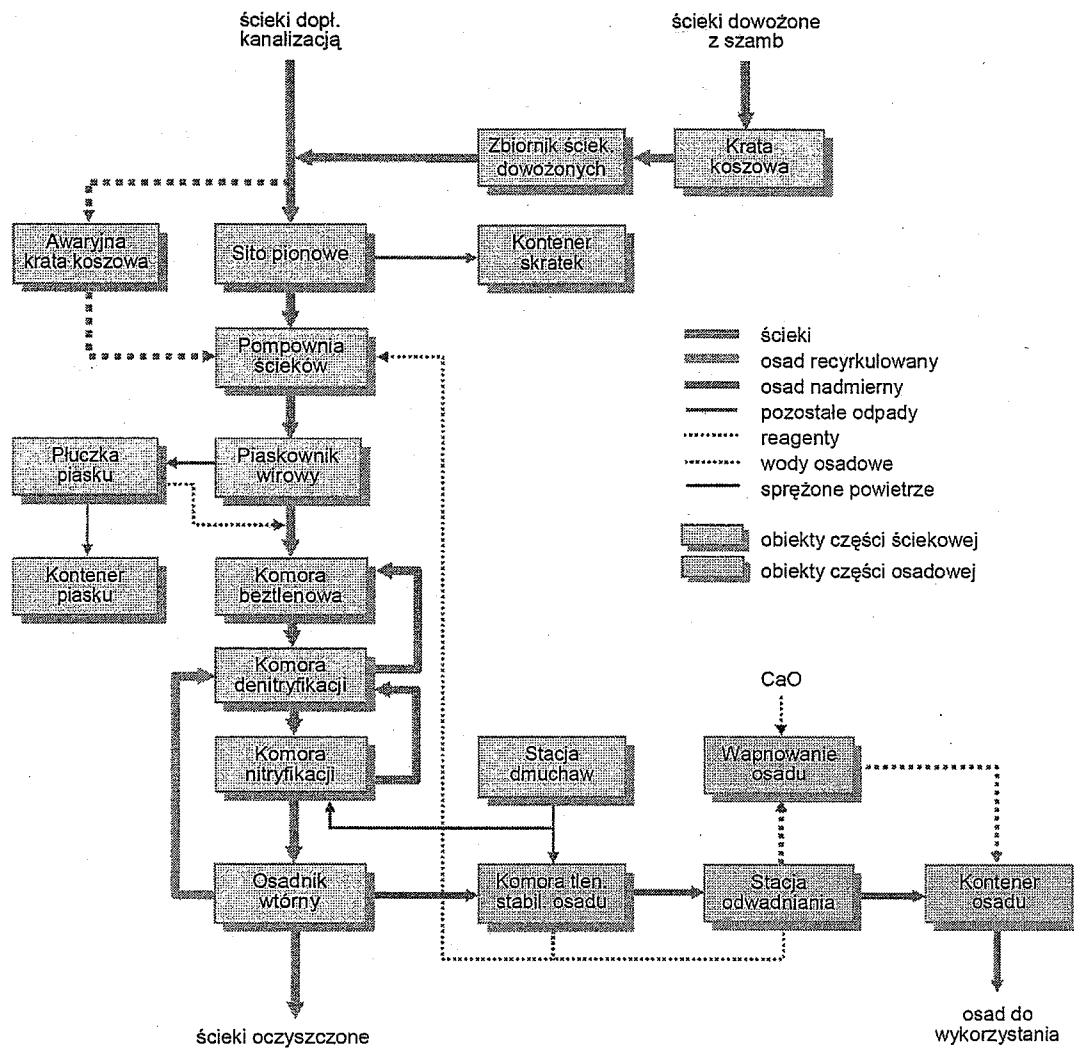 ścieki dopł.
kanalizacją
ścieki dowożone
z szamb
Zbiornik ściek.
dowożonych
Krata
koszowa
Awaryjna
krata koszowa
Sito pionowe
Kontener
skratek
Pompownia
ścieków
ścieki
osad recyrkulowany
osad nadmierny
pozostałe odpady
reagenty
wody osadowe
sprężone powietrze
obiekty części ściekowej
obiekty części osadowej
Płuczka
piasku
Piaskownik
wirowy
Kontener
piasku
Komora
beztlenowa
Komora
denitryfikacji
CaO
Komora
nitryfikacji
Stacja
dmuchaw
Wapnowanie
osadu
Osadnik
wtórny
Komora tlen.
stabil. osadu
Stacja
odwadniania
Kontener
osadu
ścieki oczyszczone
osad do
wykorzystania